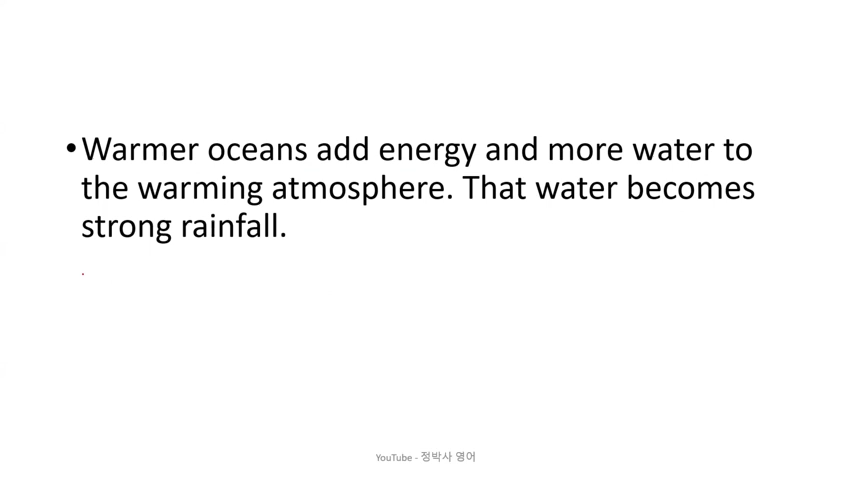 •Warmer oceans add energy and more water to
the warming atmosphere. That water becomes
strong rainfall.
YouTube - 정박사 영어